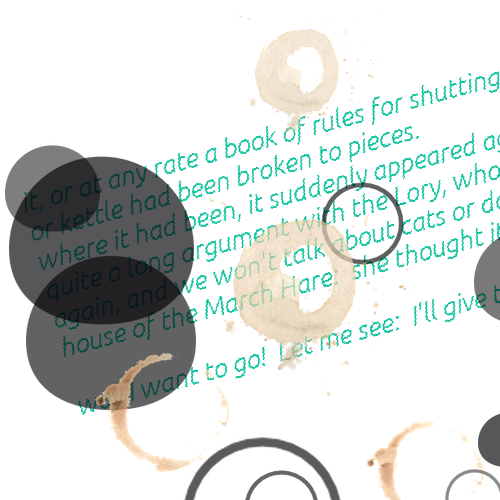 it, or at any rate a book of rules for shutting
or kettle had been broken to pieces.
where it had been, it suddenly appeared
quite a long argument with the Lory, who
again, and we won't talk about cats or
house of the March Hare: she thought it
I want to go! Let me see: I'll give